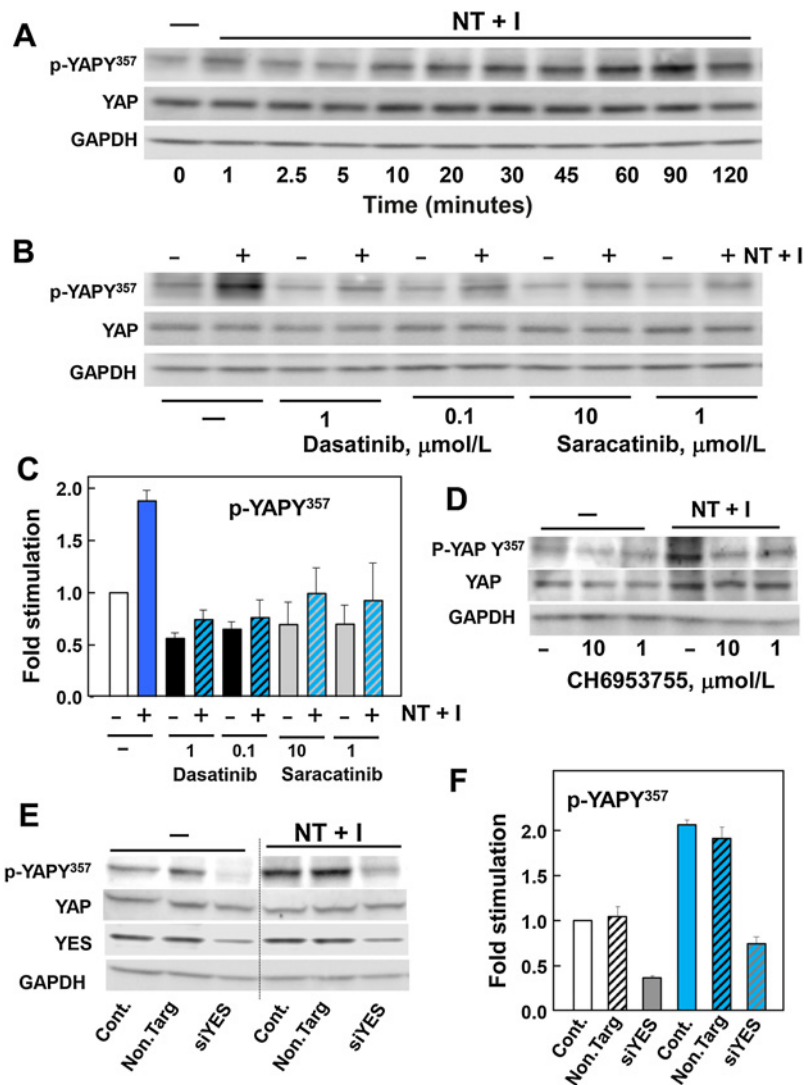 A
— NT + I
p-YAPY³⁵⁷
YAP
GAPDH
0 1 2.5 5 10 20 30 45 60 90 120
Time (minutes)
B
– + – + – + – + – + NT + I
p-YAPY³⁵⁷
YAP
GAPDH
— 1 0.1 10 1
Dasatinib, μmol/L Saracatinib, μmol/L
C
p-YAPY³⁵⁷
Fold stimulation
2.0
1.5
1.0
0.5
0.0
– + – + – + – + – + NT + I
– 1 0.1 10 1
Dasatinib Saracatinib
D
— NT + I
P-YAP Y³⁵⁷
YAP
GAPDH
– 10 1 – 10 1
CH6953755, μmol/L
E
— NT + I
p-YAPY³⁵⁷
YAP
YES
GAPDH
Cont. Non.Targ siYES Cont. Non.Targ siYES
F
p-YAPY³⁵⁷
Fold stimulation
2.0
1.0
0.5
0.0
Cont. Non.Targ siYES Cont. Non.Targ siYES